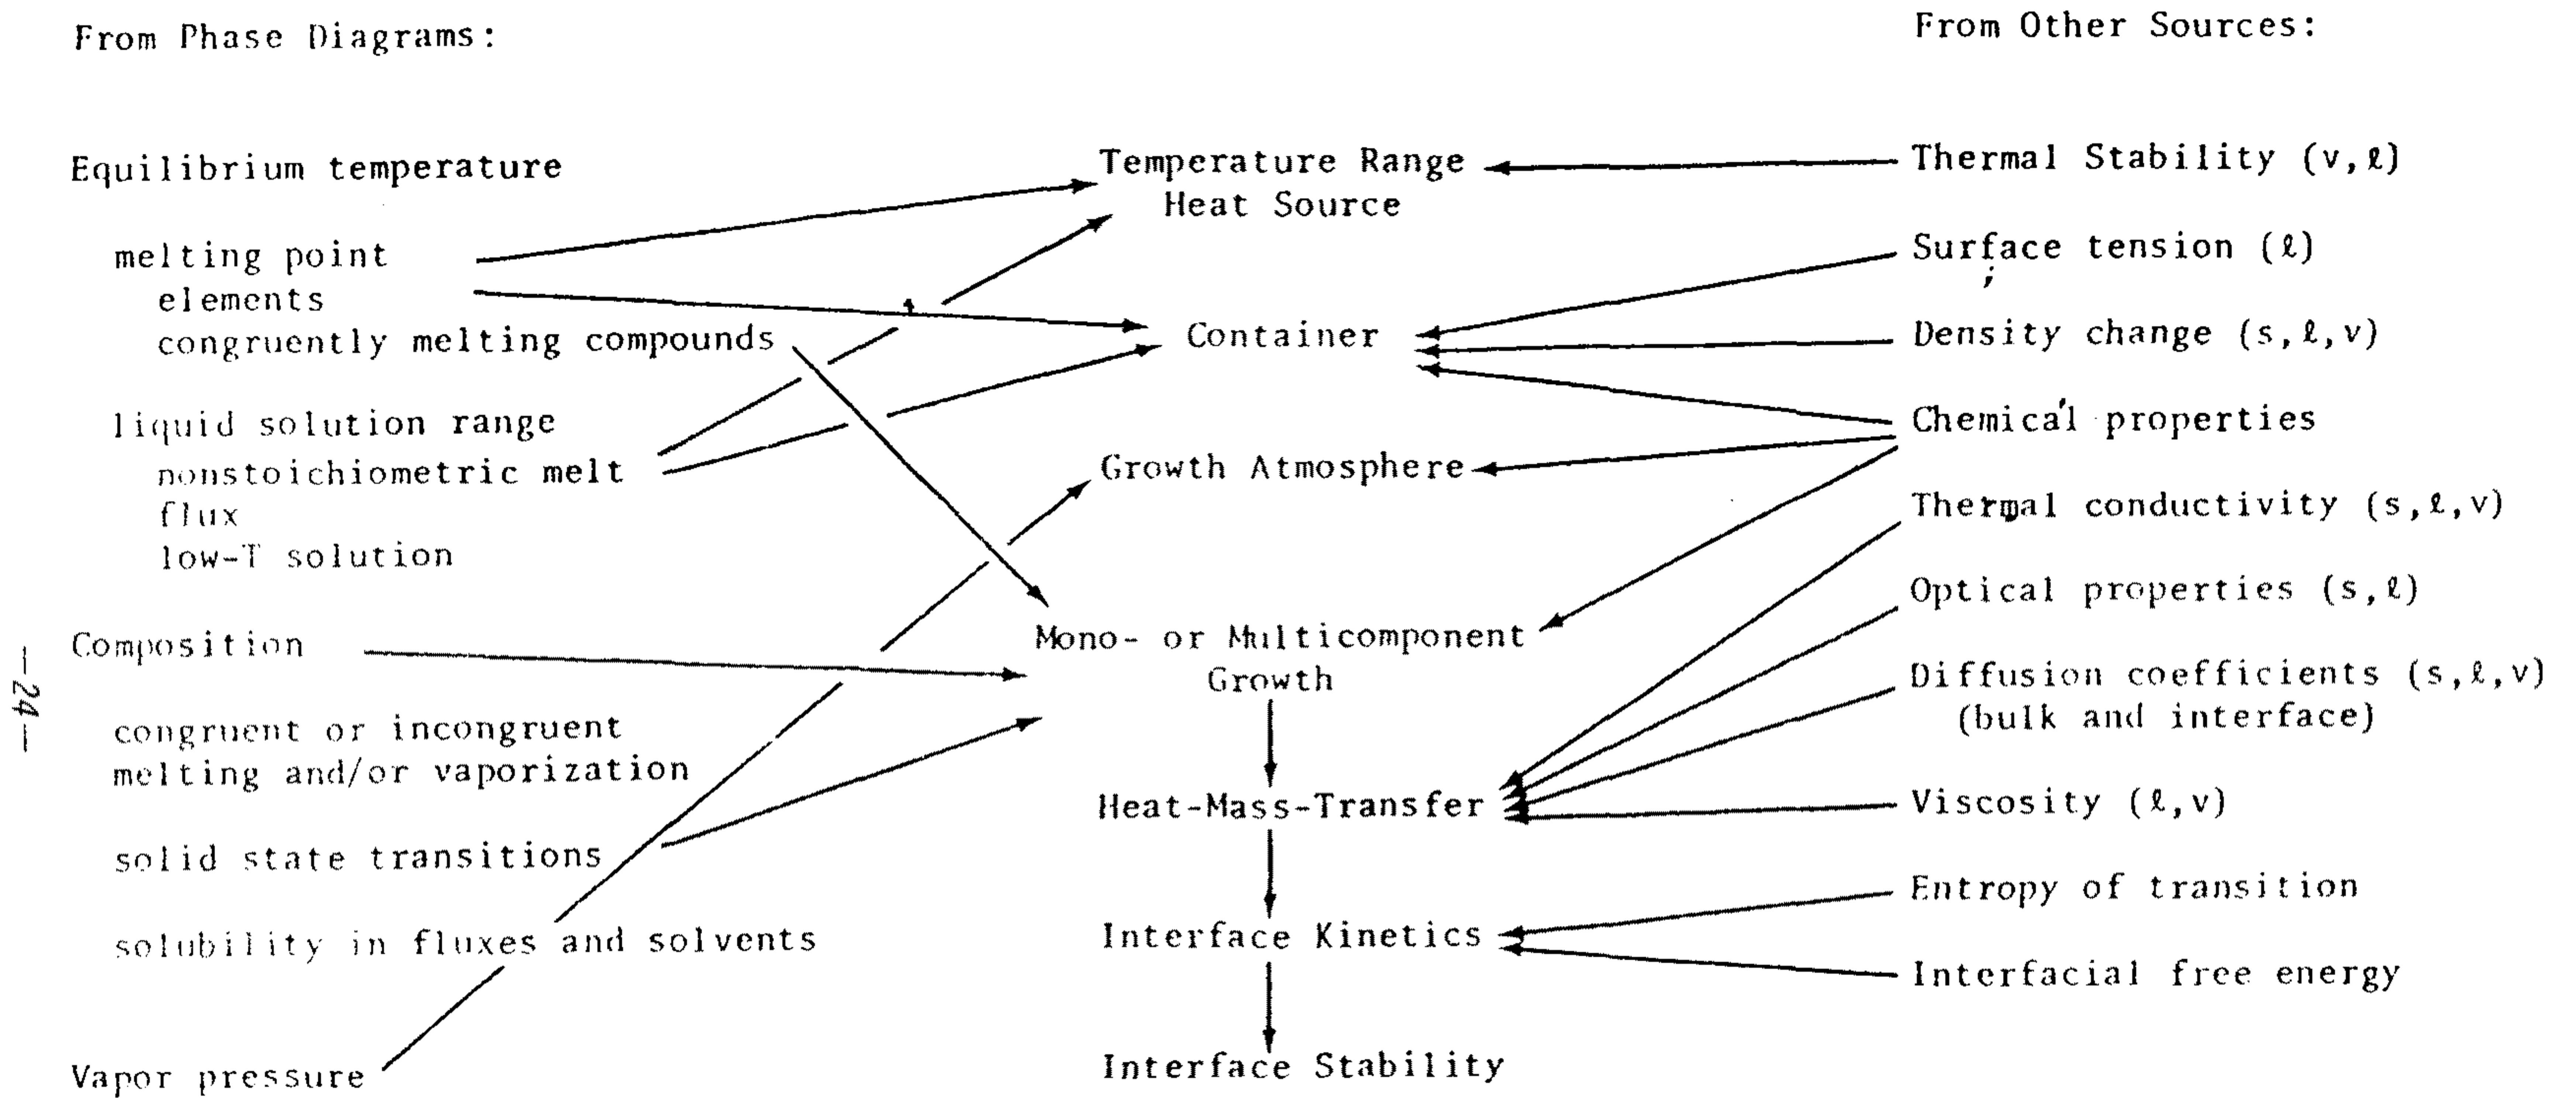 From Phase Diagrams:
Equilibrium temperature
melting point
elements
congruently melting compounds
liquid solution range
nonstoichiometric melt
flux
low-T solution
Composition
congruent or incongruent
melting and/or vaporization
solid state transitions
solubility in fluxes and solvents
Vapor pressure
Temperature Range
Heat Source
Container
Growth Atmosphere
Mono- or Multicomponent
Growth
Heat-Mass-Transfer
Interface Kinetics
Interface Stability
From Other Sources:
Thermal Stability (v,ℓ)
Surface tension (ℓ)
Density change (s,ℓ,v)
Chemical properties
Thermal conductivity (s,ℓ,v)
Optical properties (s,ℓ)
Diffusion coefficients (s,ℓ,v)
(bulk and interface)
Viscosity (ℓ,v)
Entropy of transition
Interfacial free energy
-24-